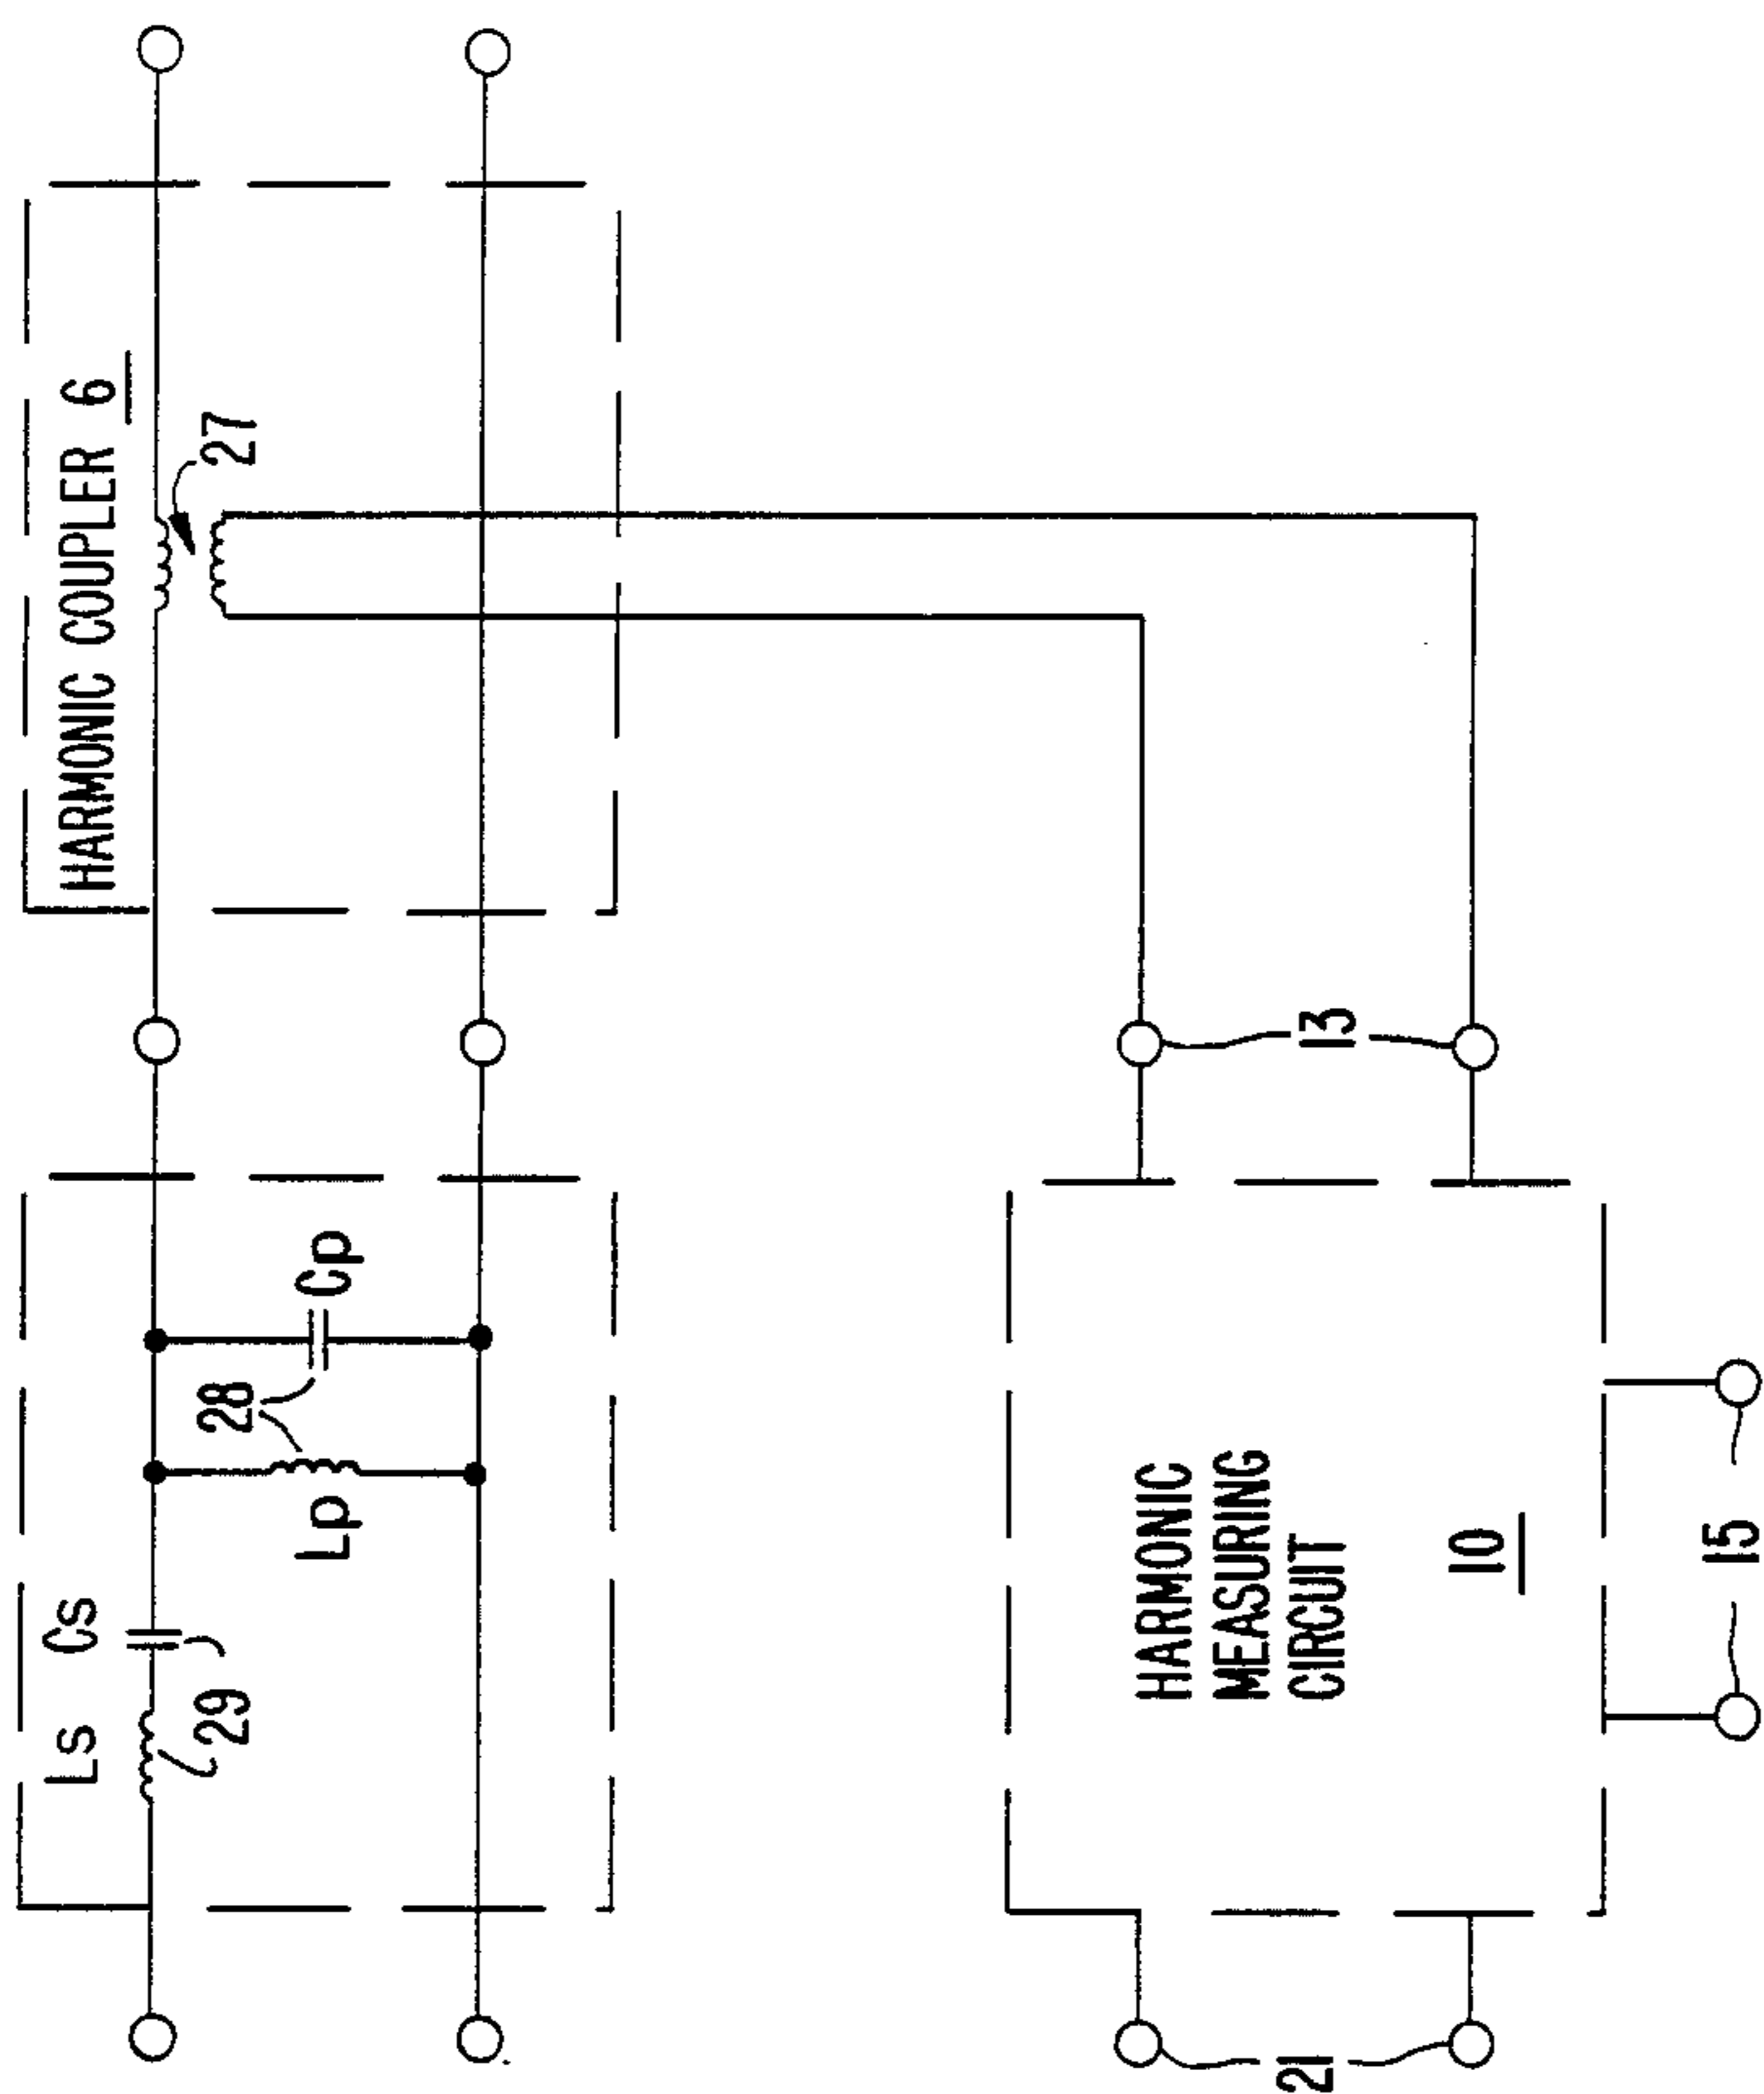 HARMONIC COUPLER 6
27
Ls Cs
29
28
Lp
Cp
13
HARMONIC
MEASURING
CIRCUIT
10
21
15